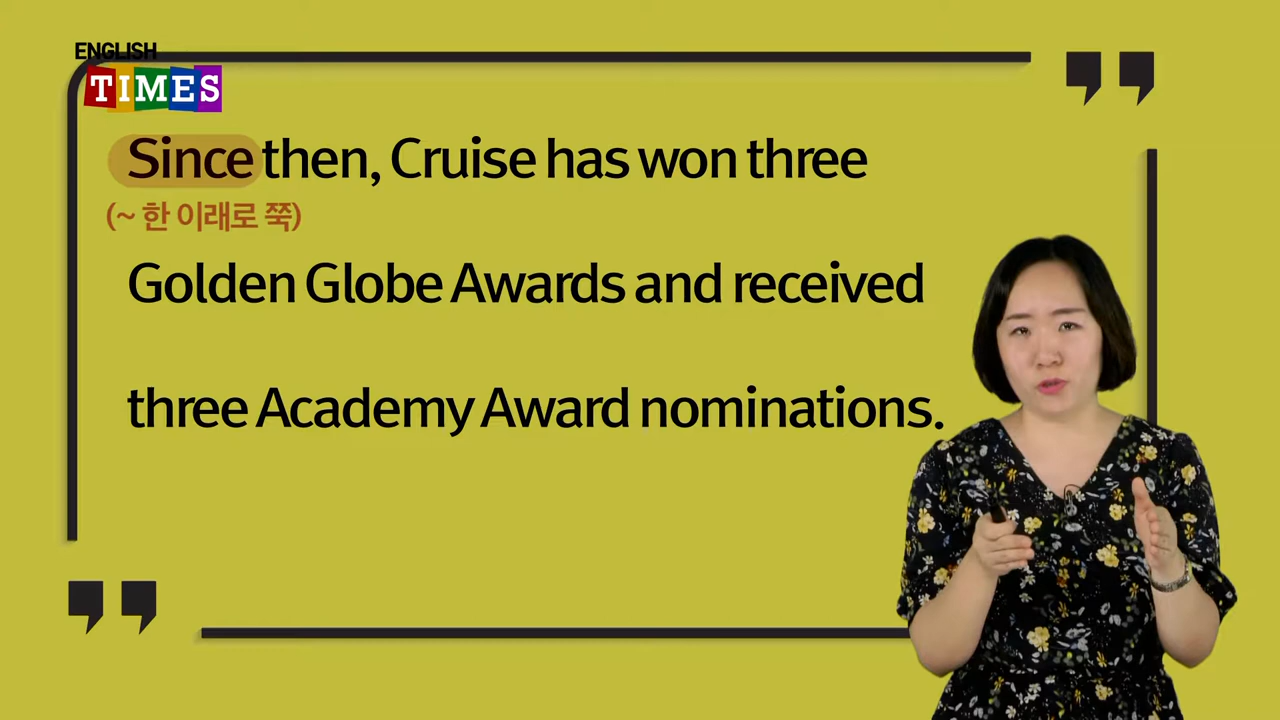 ENGLISH
TIMES
Since then, Cruise has won three
(~ 한 이래로 쭉)
Golden Globe Awards and received
three Academy Award nominations.